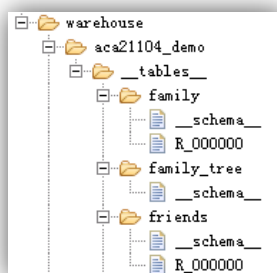 warehouse
aca21104_demo
__tables__
family
__schema__
R_000000
family_tree
__schema__
friends
__schema__
R_000000